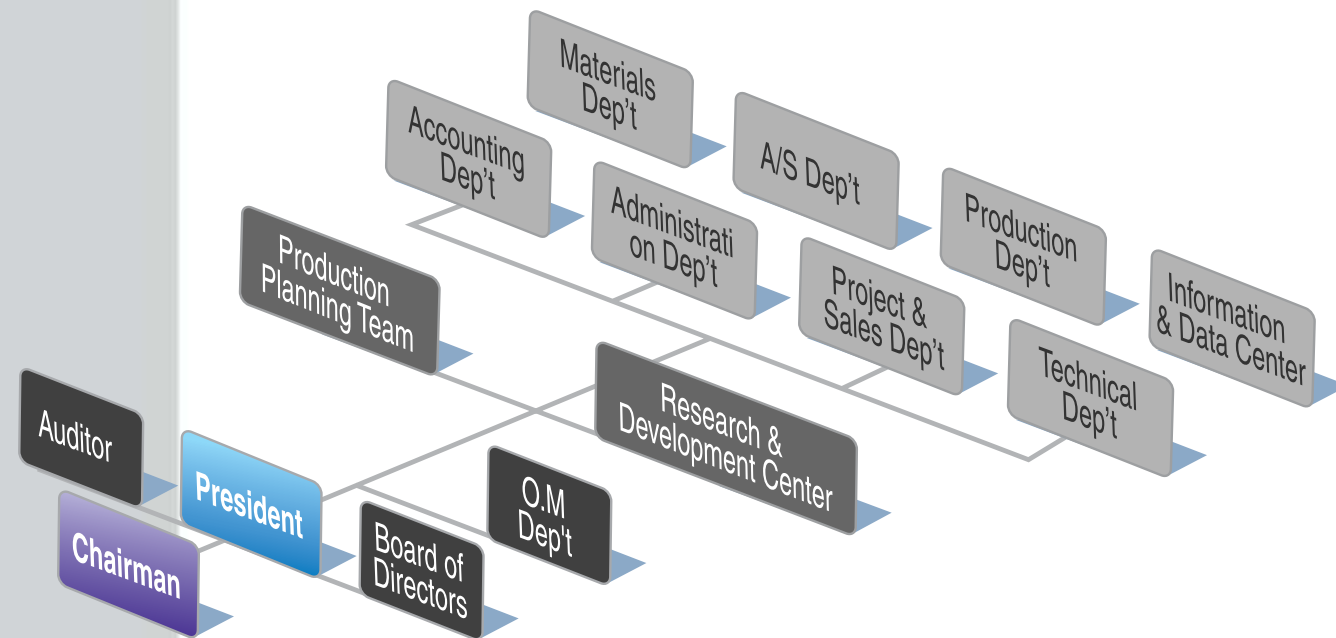 Materials
Dep't
Accounting
Dep't
A/S Dep't
Administrati
on Dep't
Production
Dep't
Production
Planning Team
Project &
Sales Dep't
Information
& Data Center
Technical
Dep't
Research &
Development Center
Auditor
President
O.M
Dep't
Chairman
Board of
Directors